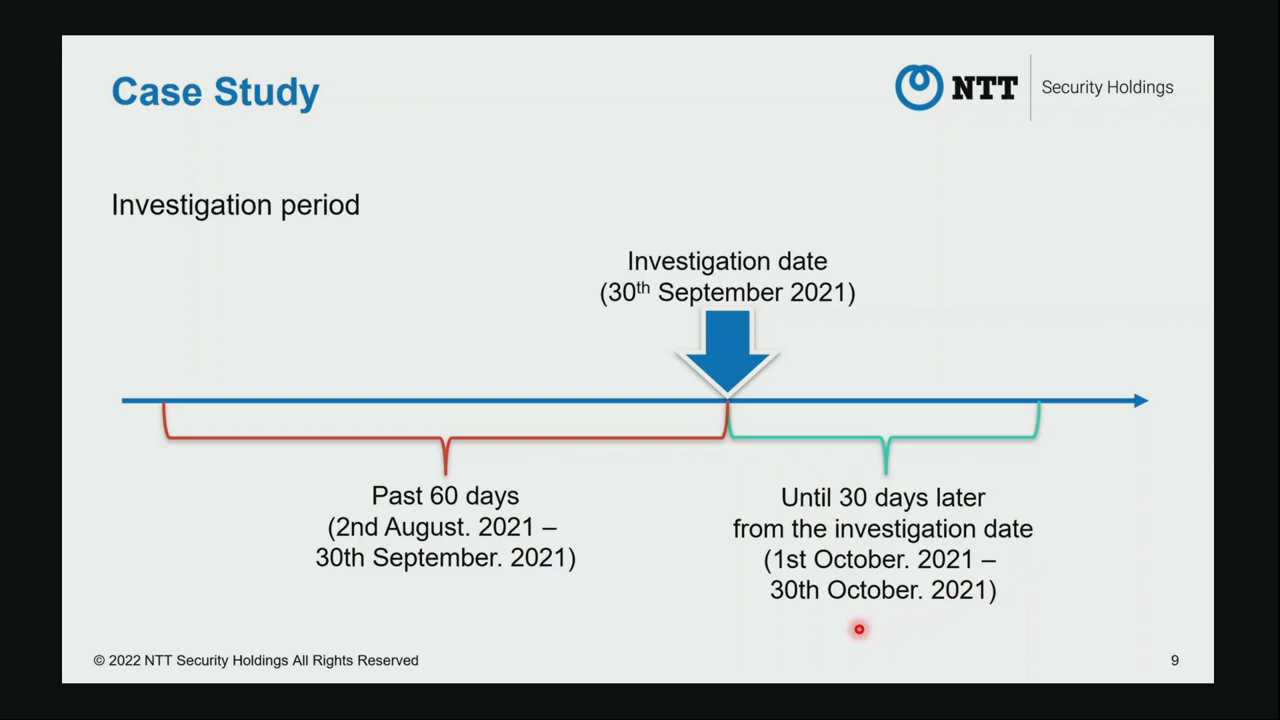 Case Study
NTT
Security Holdings
Investigation period
Investigation date
(30th September 2021)
Past 60 days
(2nd August. 2021 –
30th September. 2021)
Until 30 days later
from the investigation date
(1st October. 2021 –
30th October. 2021)
© 2022 NTT Security Holdings All Rights Reserved
9